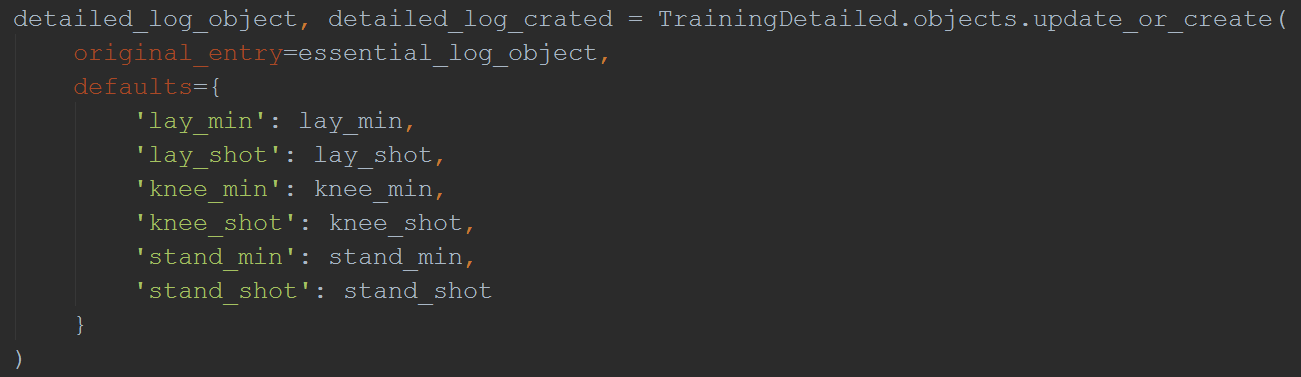 detailed_log_object, detailed_log_crated = TrainingDetailed.objects.update_or_create(
    original_entry=essential_log_object,
    defaults={
        'lay_min': lay_min,
        'lay_shot': lay_shot,
        'knee_min': knee_min,
        'knee_shot': knee_shot,
        'stand_min': stand_min,
        'stand_shot': stand_shot
    }
)